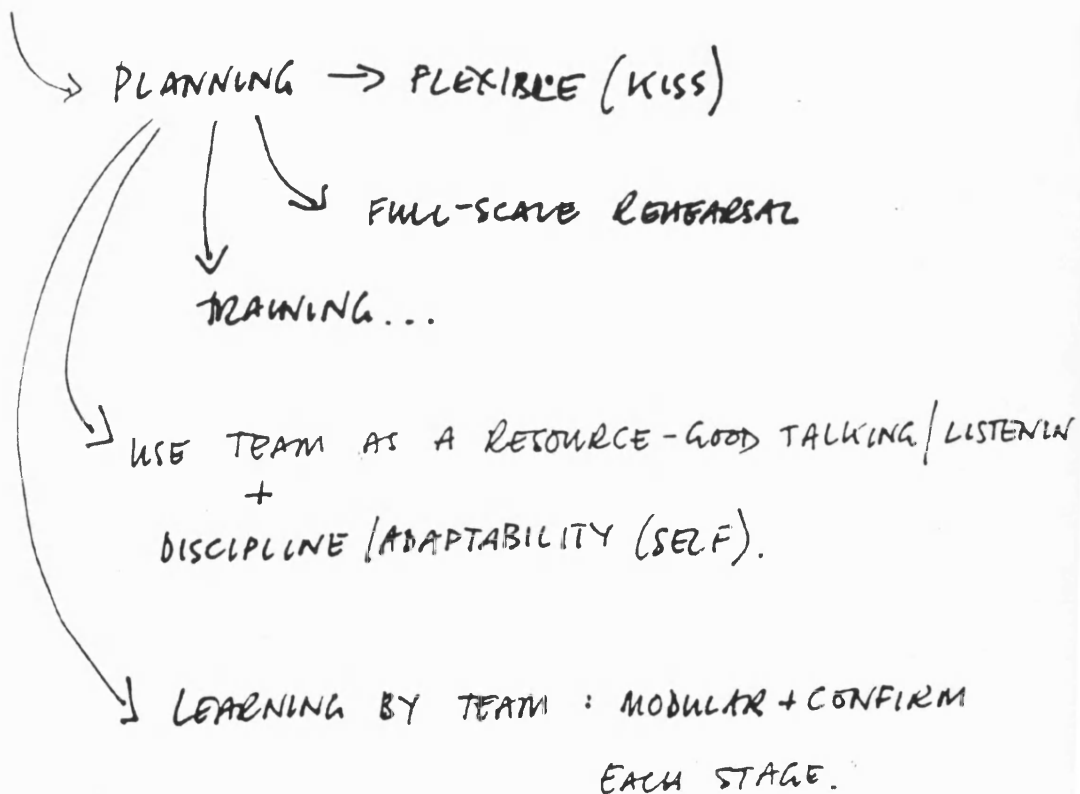 PLANNING → FLEXIBLE (KISS)
FULL-SCALE REHEARSAL
TRAINING...
USE TEAM AS A RESOURCE - GOOD TALKING / LISTENIN
+
DISCIPLINE / ADAPTABILITY (SELF).
LEARNING BY TEAM : MODULAR + CONFIRM
EACH STAGE.